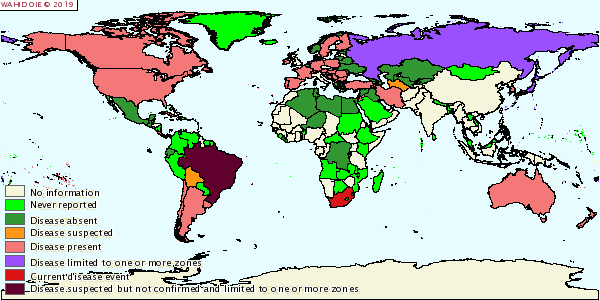 WAHID OIE © 2019
No information
Never reported
Disease absent
Disease suspected
Disease present
Disease limited to one or more zones
Current disease event
Disease suspected but not confirmed and limited to one or more zones